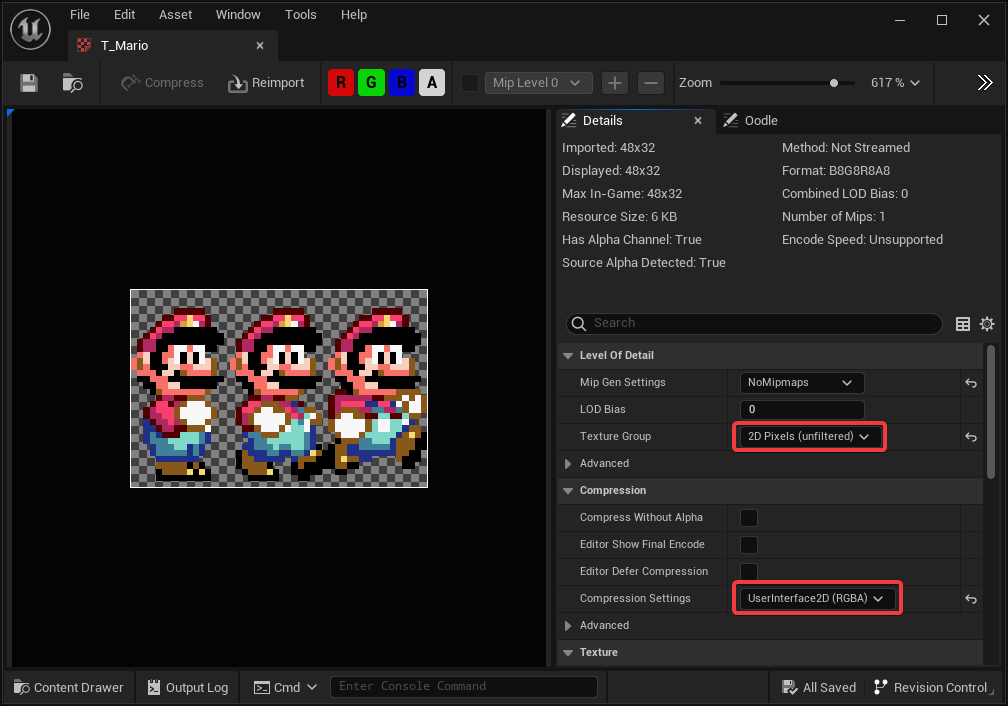 File Edit Asset Window Tools Help
T_Mario
Compress Reimport R G B A Mip Level 0 Zoom 617 %
Details Oodle
Imported: 48x32 Method: Not Streamed
Displayed: 48x32 Format: B8G8R8A8
Max In-Game: 48x32 Combined LOD Bias: 0
Resource Size: 6 KB Number of Mips: 1
Has Alpha Channel: True Encode Speed: Unsupported
Source Alpha Detected: True
Search
Level Of Detail
Mip Gen Settings NoMipmaps
LOD Bias 0
Texture Group 2D Pixels (unfiltered)
Advanced
Compression
Compress Without Alpha
Editor Show Final Encode
Editor Defer Compression
Compression Settings UserInterface2D (RGBA)
Advanced
Texture
Content Drawer Output Log Cmd Enter Console Command All Saved Revision Control